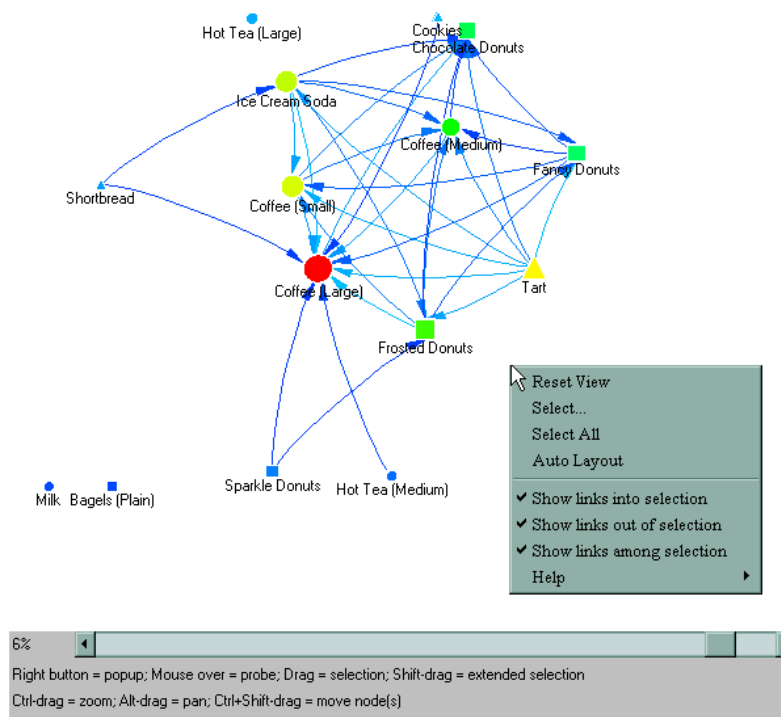 Hot Tea (Large)
Cookies
Chocolate Donuts
Ice Cream Soda
Coffee (Medium)
Fancy Donuts
Shortbread
Coffee (Small)
Coffee (Large)
Tart
Frosted Donuts
Reset View
Select...
Select All
Auto Layout
Show links into selection
Show links out of selection
Show links among selection
Help
Sparkle Donuts
Hot Tea (Medium)
Milk
Bagels (Plain)
6%
Right button = popup; Mouse over = probe; Drag = selection; Shift-drag = extended selection
Ctrl-drag = zoom; Alt-drag = pan; Ctrl+Shift-drag = move node(s)